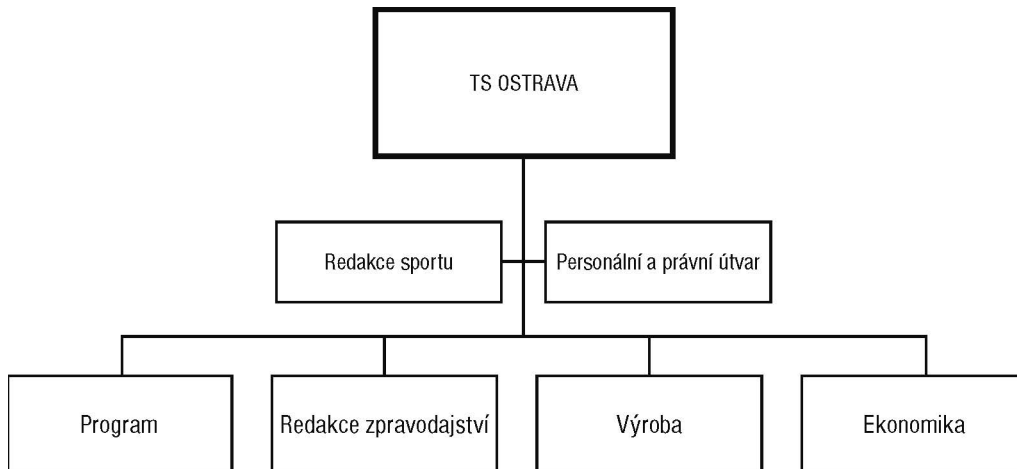 TS OSTRAVA
Redakce sportu
Personální a právní útvar
Program
Redakce zpravodajství
Výroba
Ekonomika